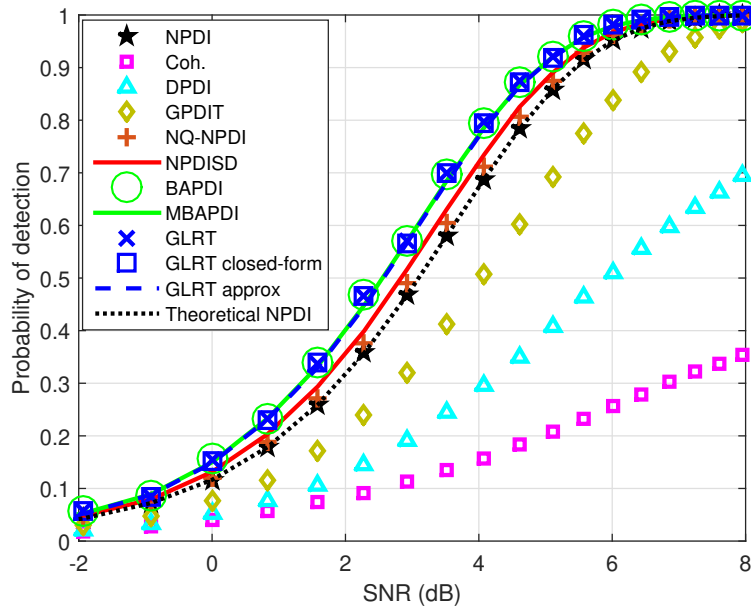 1
0.9
0.8
0.7
0.6
0.5
0.4
0.3
0.2
0.1
0
Probability of detection
NPDI
Coh.
DPDI
GPDIT
NQ-NPDI
NPDISD
BAPDI
MBAPDI
GLRT
GLRT closed-form
GLRT approx
Theoretical NPDI
-2 0 2 4 6 8
SNR (dB)